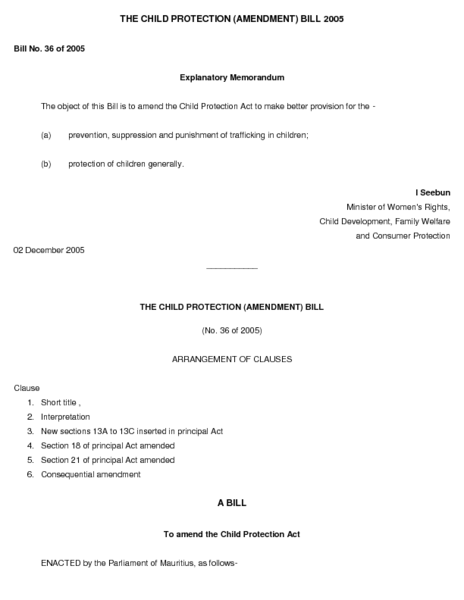 THE CHILD PROTECTION (AMENDMENT) BILL 2005
Bill No. 36 of 2005
Explanatory Memorandum
The object of this Bill is to amend the Child Protection Act to make better provision for the -
(a) prevention, suppression and punishment of trafficking in children;
(b) protection of children generally.
I Seebun
Minister of Women's Rights,
Child Development, Family Welfare
and Consumer Protection
02 December 2005
____________
THE CHILD PROTECTION (AMENDMENT) BILL
(No. 36 of 2005)
ARRANGEMENT OF CLAUSES
Clause
1. Short title ,
2. Interpretation
3. New sections 13A to 13C inserted in principal Act
4. Section 18 of principal Act amended
5. Section 21 of principal Act amended
6. Consequential amendment
A BILL
To amend the Child Protection Act
ENACTED by the Parliament of Mauritius, as follows-